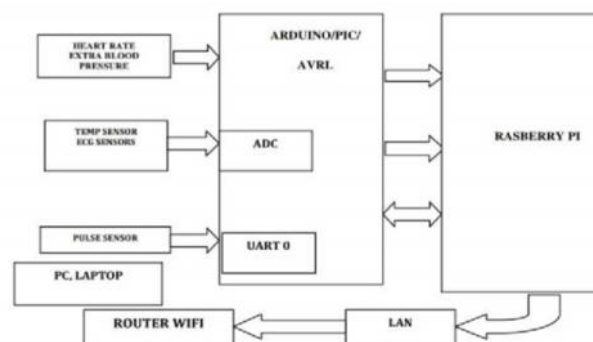 HEART RATE
EXTRA BLOOD
PRESSURE
ARDUINO/PIC/
AVRL
RASBERRY PI
TEMP SENSOR
ECG SENSORS
ADC
PULSE SENSOR
UART 0
PC, LAPTOP
ROUTER WIFI
LAN